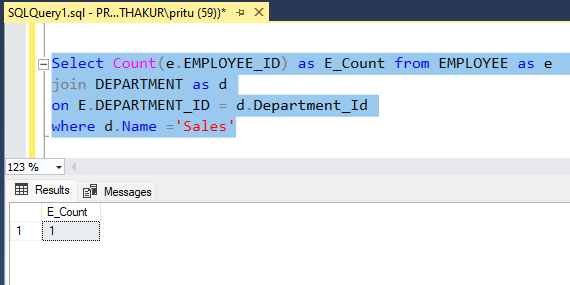 SQLQuery1.sql - PR...THAKUR\pritu (59))*
Select Count(e.EMPLOYEE_ID) as E_Count from EMPLOYEE as e
join DEPARTMENT as d
on E.DEPARTMENT_ID = d.Department_Id
where d.Name ='Sales'
123 %
Results Messages
E_Count
1 1